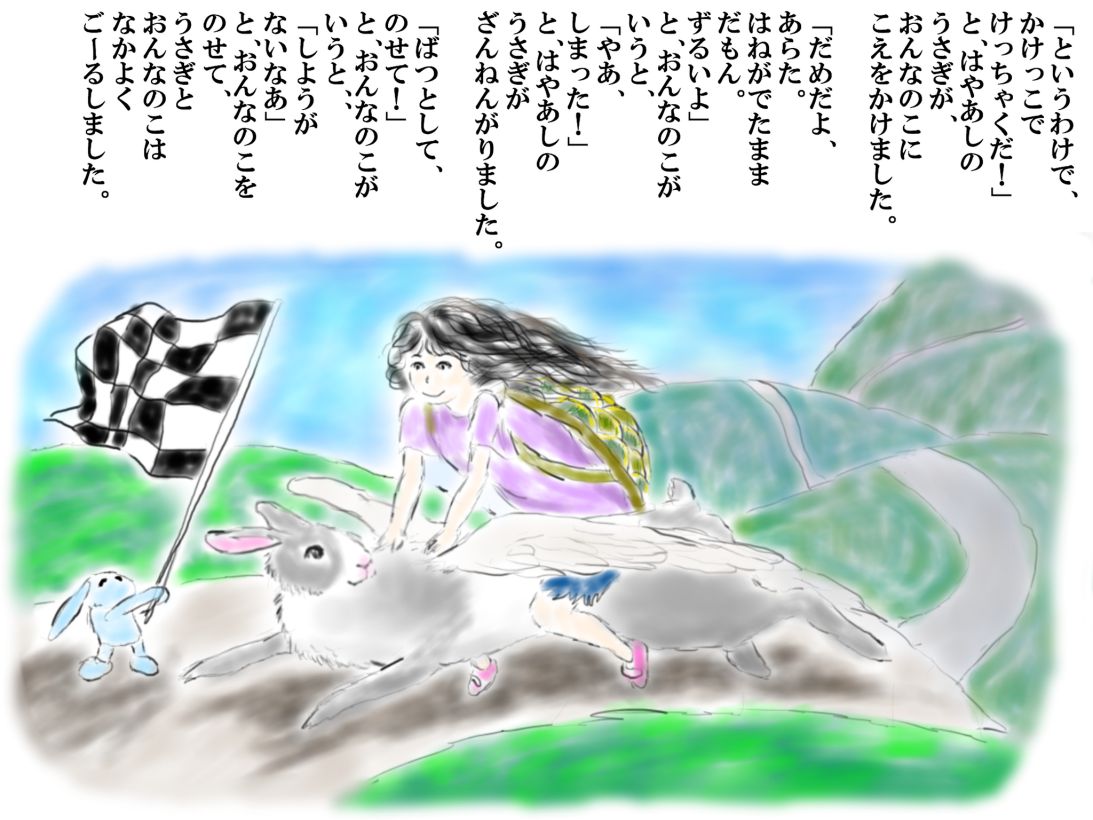 「というわけで、
かけっこで
けっちゃくだ！」
と、はやあしの
うさぎが、
おんなのこに
こえをかけました。
「だめだよ、
あらた。
はねがでたまま
だもん。
ずるいよ」
と、おんなのこが
いうと、
「やあ、
しまった！」
と、はやあしの
うさぎが
ざんねんがりました。
「ばつとして、
のせて！」
と、おんなのこが
いうと、、
「しようが
ないなあ」
と、おんなのこを
のせて、
うさぎと
おんなのこは
なかよく
ご－るしました。